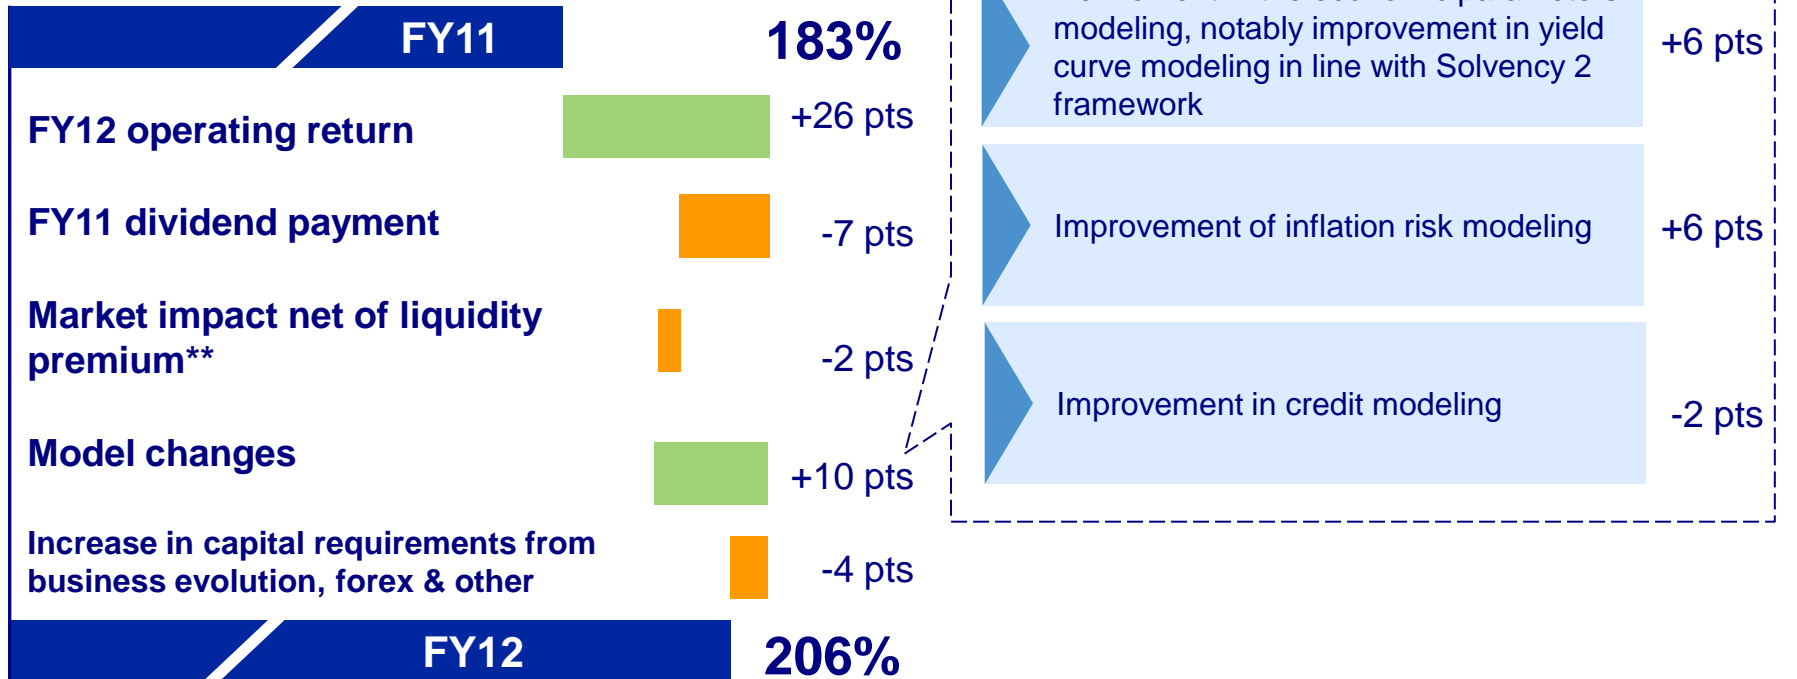 FY11
183%
FY12 operating return
+26 pts
FY11 dividend payment
-7 pts
Market impact net of liquidity
premium**
-2 pts
Model changes
+10 pts
Increase in capital requirements from
business evolution, forex & other
-4 pts
FY12
206%
modeling, notably improvement in yield
curve modeling in line with Solvency 2
framework
+6 pts
Improvement of inflation risk modeling
+6 pts
Improvement in credit modeling
-2 pts